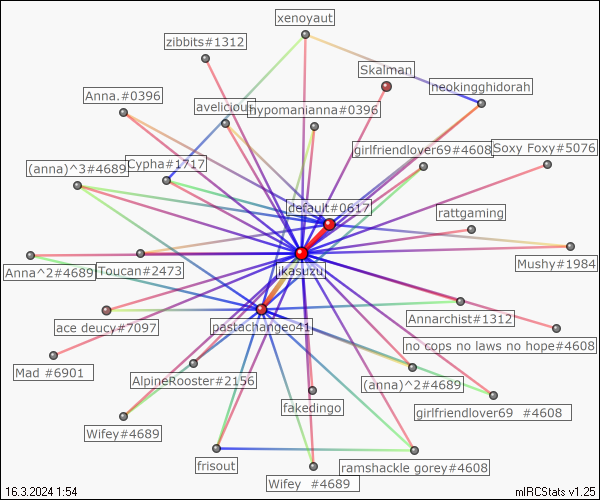 xenoyaut
zibbits#1312
Skalman
neokingghidorah
Anna.#0396
avelicious
hypomanianna#0396
girlfriendlover69#4608
Soxy Foxy#5076
(anna)^3#4689
Cypha#1717
default#0617
rattgaming
Anna^2#4689
Toucan#2473
jkasuzu
Mushy#1984
ace deucy#7097
pastachangeo41
Annarchist#1312
no cops no laws no hope#4608
Mad #6901
AlpineRooster#2156
(anna)^2#4689
fakedingo
girlfriendlover69 #4608
Wifey#4689
frisout
Wifey #4689
ramshackle gorey#4608
16.3.2024 1:54
mIRCStats v1.25